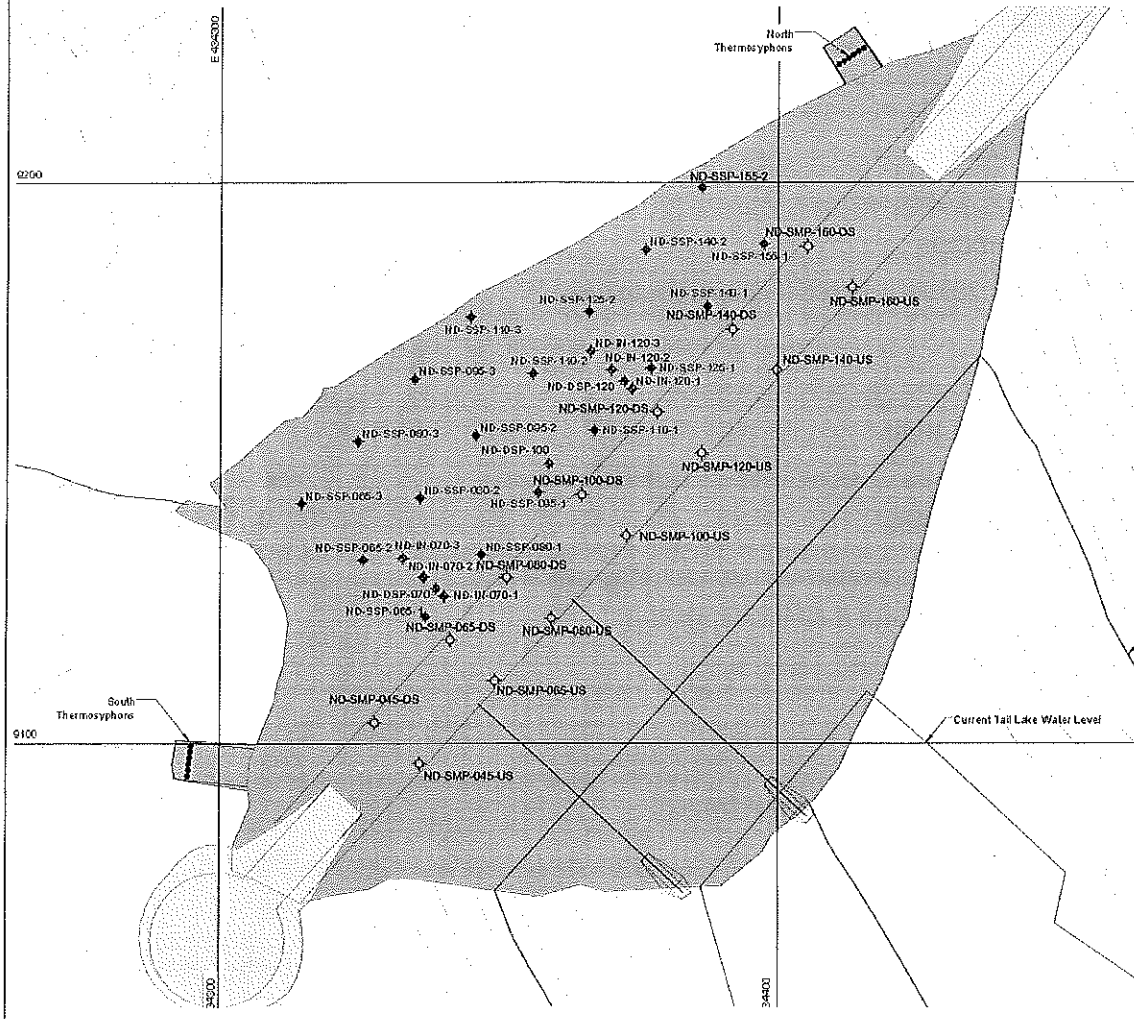 E 434300
North
Thermosyphons
ND-SSP-155-2
ND-SSP-140-2
ND-SMP-160-DS
ND-SSP-155-1
ND-SMP-160-US
ND-SSP-125-2
ND-SSP-140-1
ND-SSP-110-3
ND-SMP-140-DS
ND-IN-120-3
ND-IN-120-2
ND-SSP-110-2
ND-SSP-125-1
ND-SMP-140-US
ND-SSP-095-3
ND-DSP-120
ND-IN-120-1
ND-SMP-120-DS
ND-SSP-095-2
ND-SSP-110-1
ND-SSP-080-3
ND-DSP-100
ND-SMP-120-US
ND-SMP-100-DS
ND-SSP-080-2
ND-SSP-065-3
ND-SSP-095-1
ND-SMP-100-US
ND-SSP-065-2
ND-IN-070-3
ND-SSP-080-1
ND-IN-070-2
ND-SMP-080-DS
ND-DSP-070
ND-IN-070-1
ND-SSP-065-1
ND-SMP-065-DS
ND-SMP-080-US
ND-SMP-065-US
South
Thermosyphons
ND-SMP-045-DS
Current Tail Lake Water Level
9100
ND-SMP-045-US
34300
34400